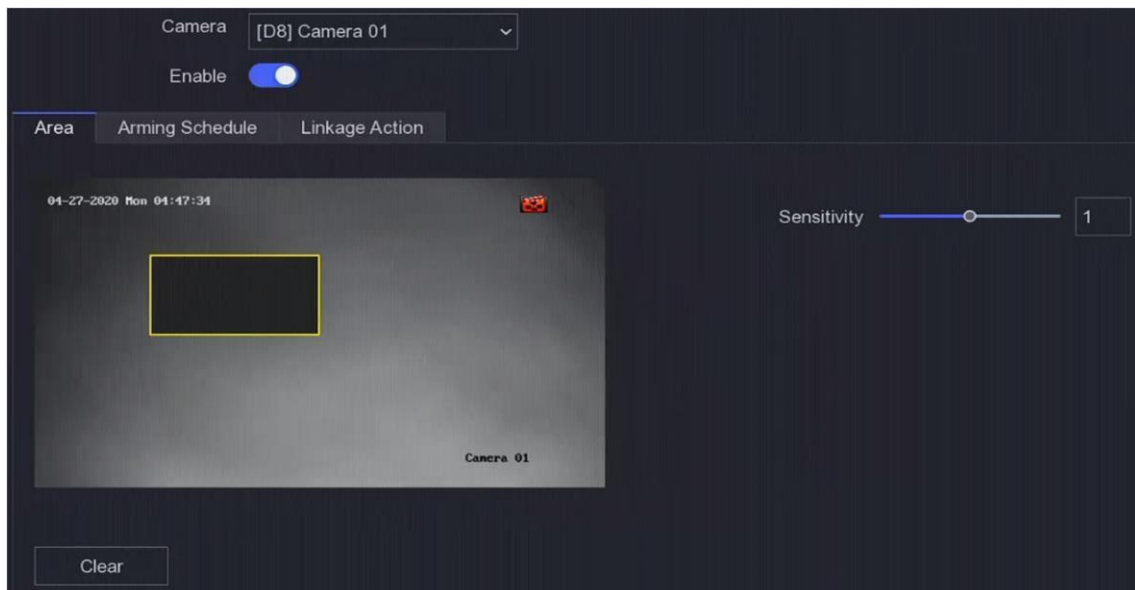 Camera [D8] Camera 01
Enable
Area Arming Schedule Linkage Action
04-27-2020 Mon 04:47:34
Sensitivity 1
Camera 01
Clear